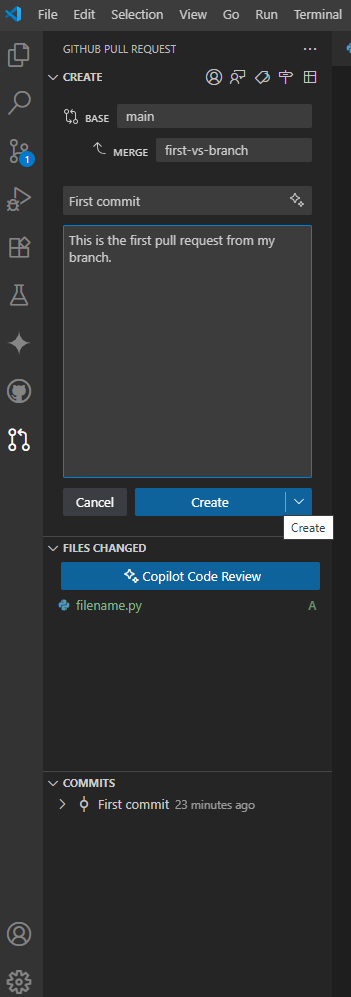 File Edit Selection View Go Run Terminal
GITHUB PULL REQUEST
CREATE
BASE main
MERGE first-vs-branch
First commit
This is the first pull request from my
branch.
Cancel Create
Create
FILES CHANGED
Copilot Code Review
filename.py A
COMMITS
First commit 23 minutes ago
1